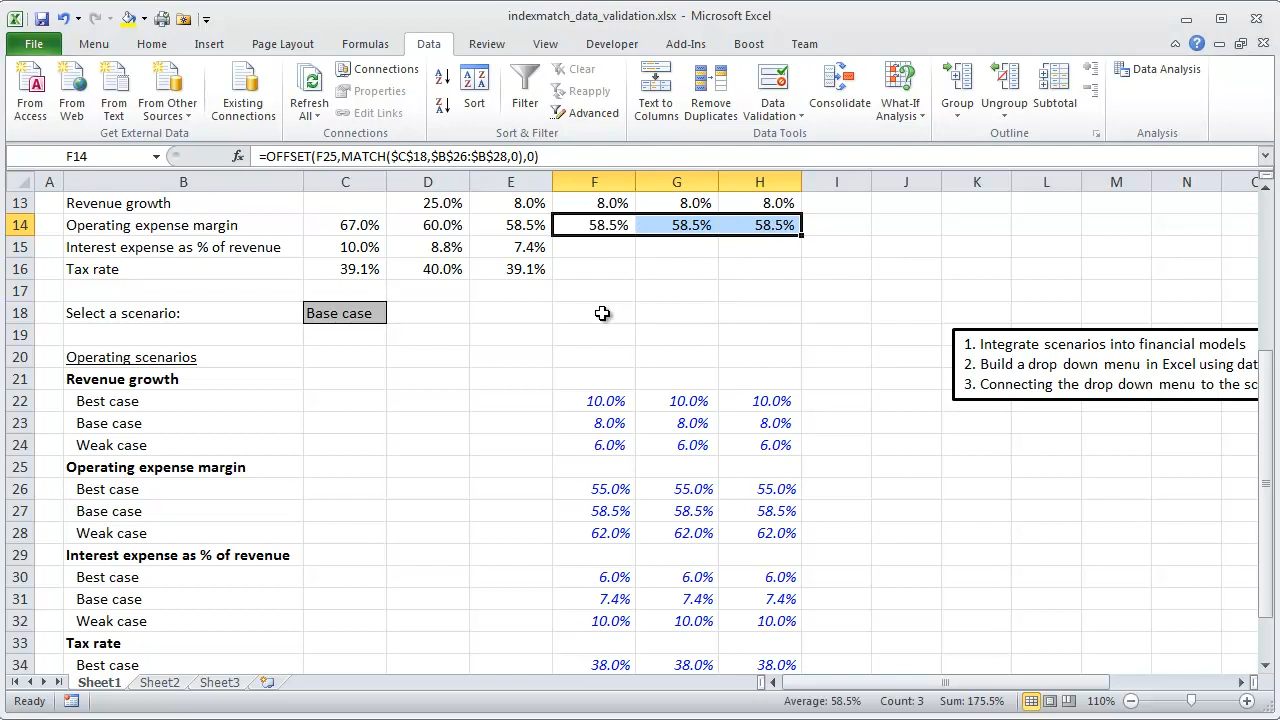 indexmatch_data_validation.xlsx - Microsoft Excel
File Menu Home Insert Page Layout Formulas Data Review View Developer Add-Ins Boost Team
From Access
From Web
From Text
From Other Sources
Existing Connections
Get External Data
Refresh All
Connections
Properties
Edit Links
Connections
Sort
Filter
Clear
Reapply
Advanced
Sort & Filter
Text to Columns
Remove Duplicates
Data Validation
Consolidate
What-If Analysis
Data Tools
Group
Ungroup
Subtotal
Outline
Data Analysis
Analysis
F14 fx =OFFSET(F25,MATCH($C$18,$B$26:$B$28,0),0)
A B C D E F G H I J K L M N
13 Revenue growth 25.0% 8.0% 8.0% 8.0% 8.0%
14 Operating expense margin 67.0% 60.0% 58.5% 58.5% 58.5% 58.5%
15 Interest expense as % of revenue 10.0% 8.8% 7.4%
16 Tax rate 39.1% 40.0% 39.1%
17
18 Select a scenario: Base case
19
1. Integrate scenarios into financial models
20 Operating scenarios
2. Build a drop down menu in Excel using dat
21 Revenue growth
3. Connecting the drop down menu to the sc
22 Best case 10.0% 10.0% 10.0%
23 Base case 8.0% 8.0% 8.0%
24 Weak case 6.0% 6.0% 6.0%
25 Operating expense margin
26 Best case 55.0% 55.0% 55.0%
27 Base case 58.5% 58.5% 58.5%
28 Weak case 62.0% 62.0% 62.0%
29 Interest expense as % of revenue
30 Best case 6.0% 6.0% 6.0%
31 Base case 7.4% 7.4% 7.4%
32 Weak case 10.0% 10.0% 10.0%
33 Tax rate
34 Best case 38.0% 38.0% 38.0%
Sheet1 Sheet2 Sheet3
Ready Average: 58.5% Count: 3 Sum: 175.5% 110%